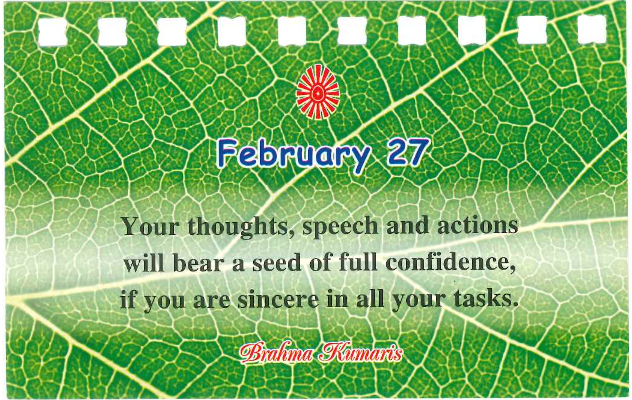 February 27
Your thoughts, speech and actions
will bear a seed of full confidence,
if you are sincere in all your tasks.
Brahma Kumaris